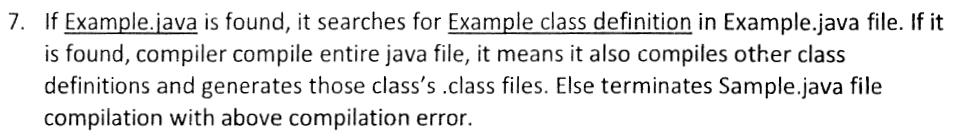 7. If Example.java is found, it searches for Example class definition in Example.java file. If it
is found, compiler compile entire java file, it means it also compiles other class
definitions and generates those class's .class files. Else terminates Sample.java file
compilation with above compilation error.